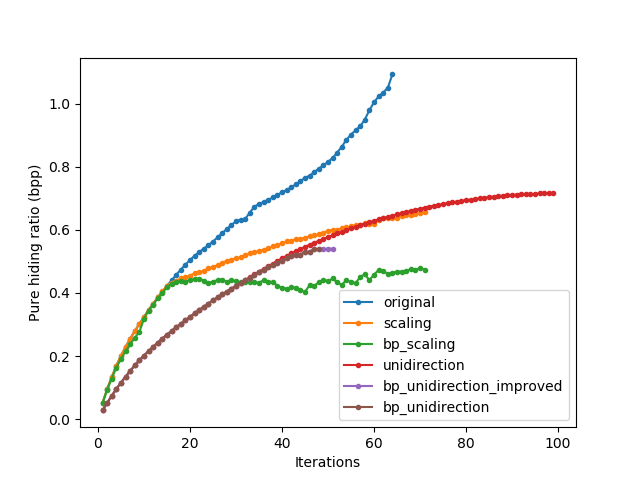 1.0
0.8
0.6
0.4
0.2
0.0
Pure hiding ratio (bpp)
0 20 40 60 80 100
Iterations
original
scaling
bp_scaling
unidirection
bp_unidirection_improved
bp_unidirection